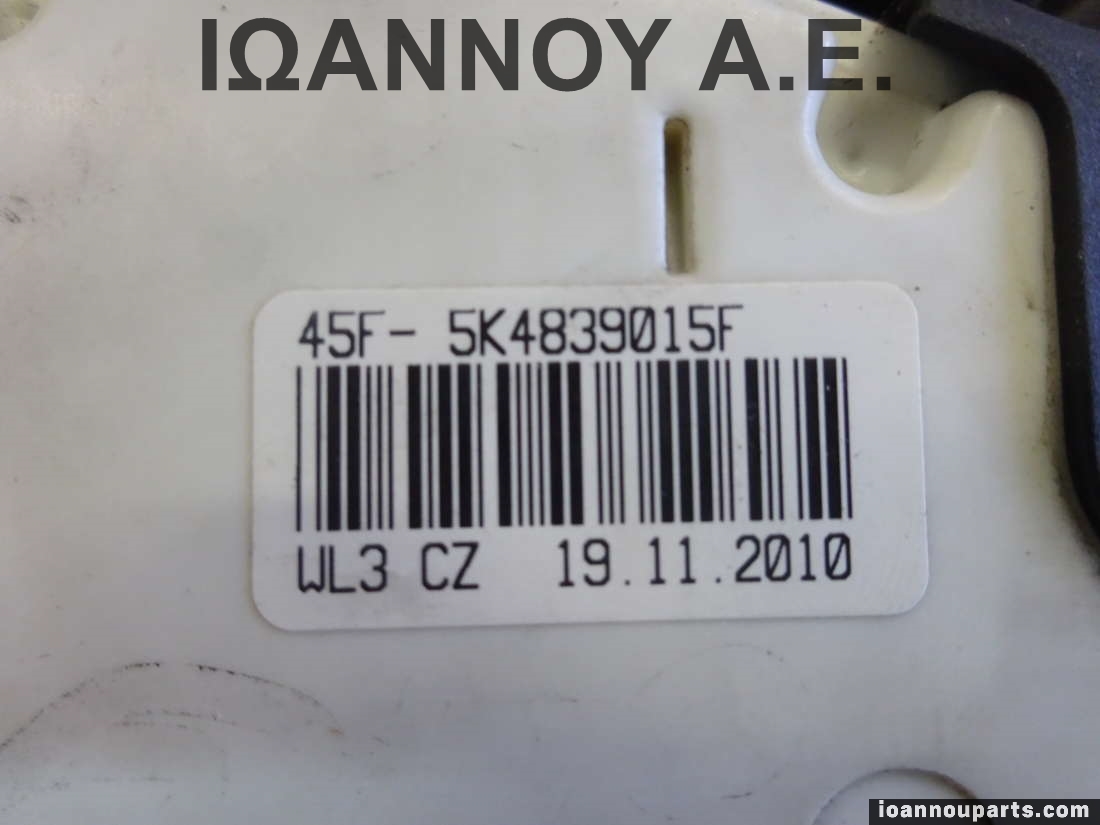 ΙΩΑΝΝΟΥ Α.Ε.
45F- 5K4839015F
WL3 CZ 19.11.2010
ioannouparts.com